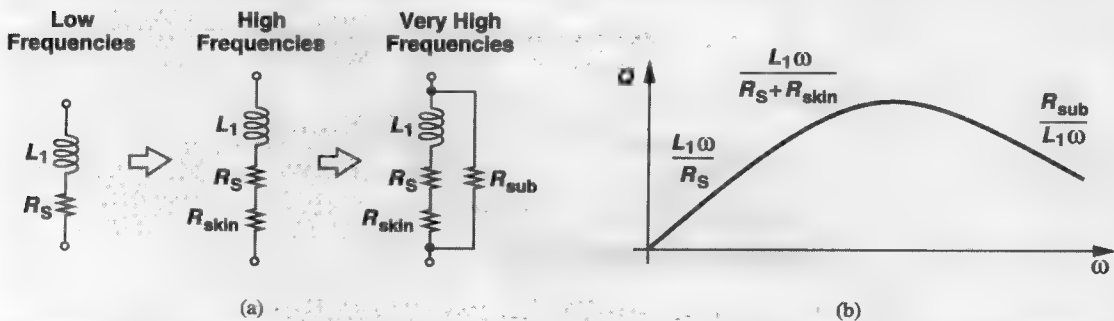 Low
Frequencies
High
Frequencies
Very High
Frequencies
L1
RS
L1
RS
Rskin
L1
RS
Rskin
Rsub
(a)
Q
L1ω
RS
L1ω
RS + Rskin
Rsub
L1ω
ω
(b)